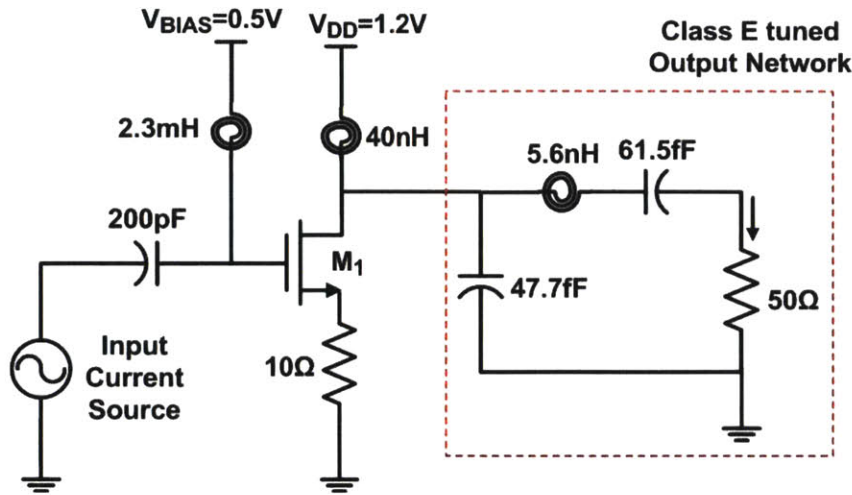 V_BIAS=0.5V
V_DD=1.2V
Class E tuned
Output Network
2.3mH
40nH
5.6nH
61.5fF
200pF
M₁
47.7fF
50Ω
10Ω
Input
Current
Source